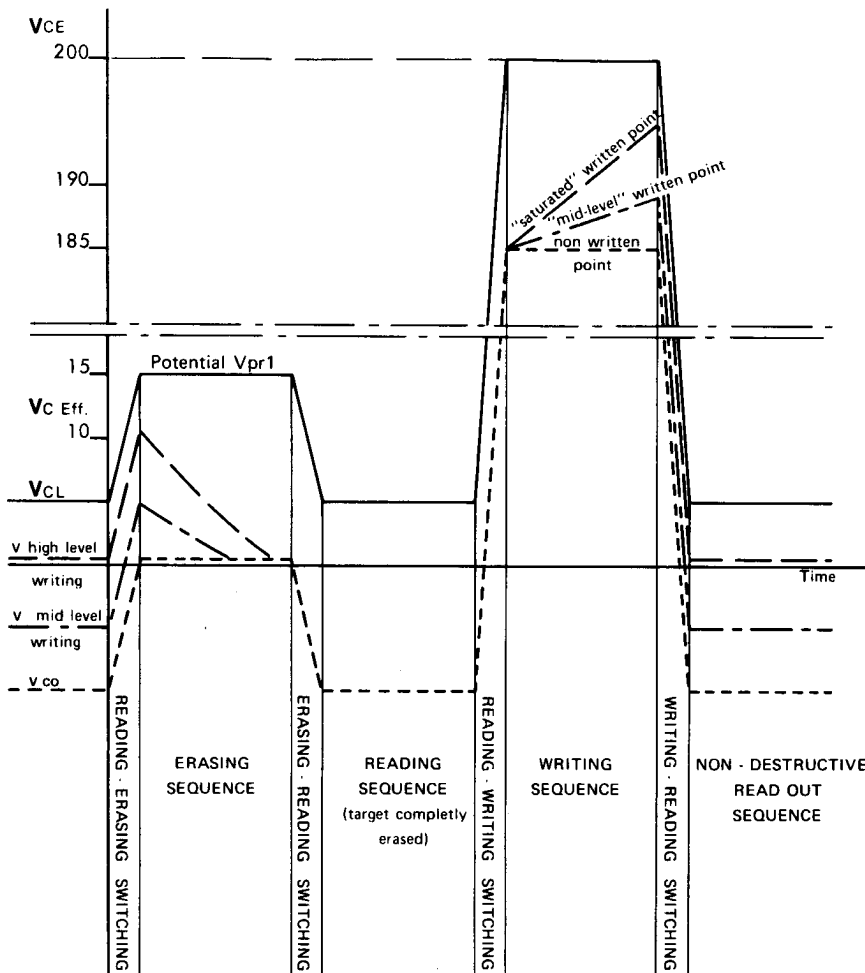 VCE
200
190
185
"saturated" written point
"mid-level" written point
non written
point
Potential Vpr1
15
VC Eff.
10
VCL
v high level
writing
Time
v mid level
writing
v co
READING - ERASING SWITCHING
ERASING
SEQUENCE
ERASING - READING SWITCHING
READING
SEQUENCE
(target completly
erased)
READING - WRITING SWITCHING
WRITING
SEQUENCE
WRITING - READING SWITCHING
NON - DESTRUCTIVE
READ OUT
SEQUENCE